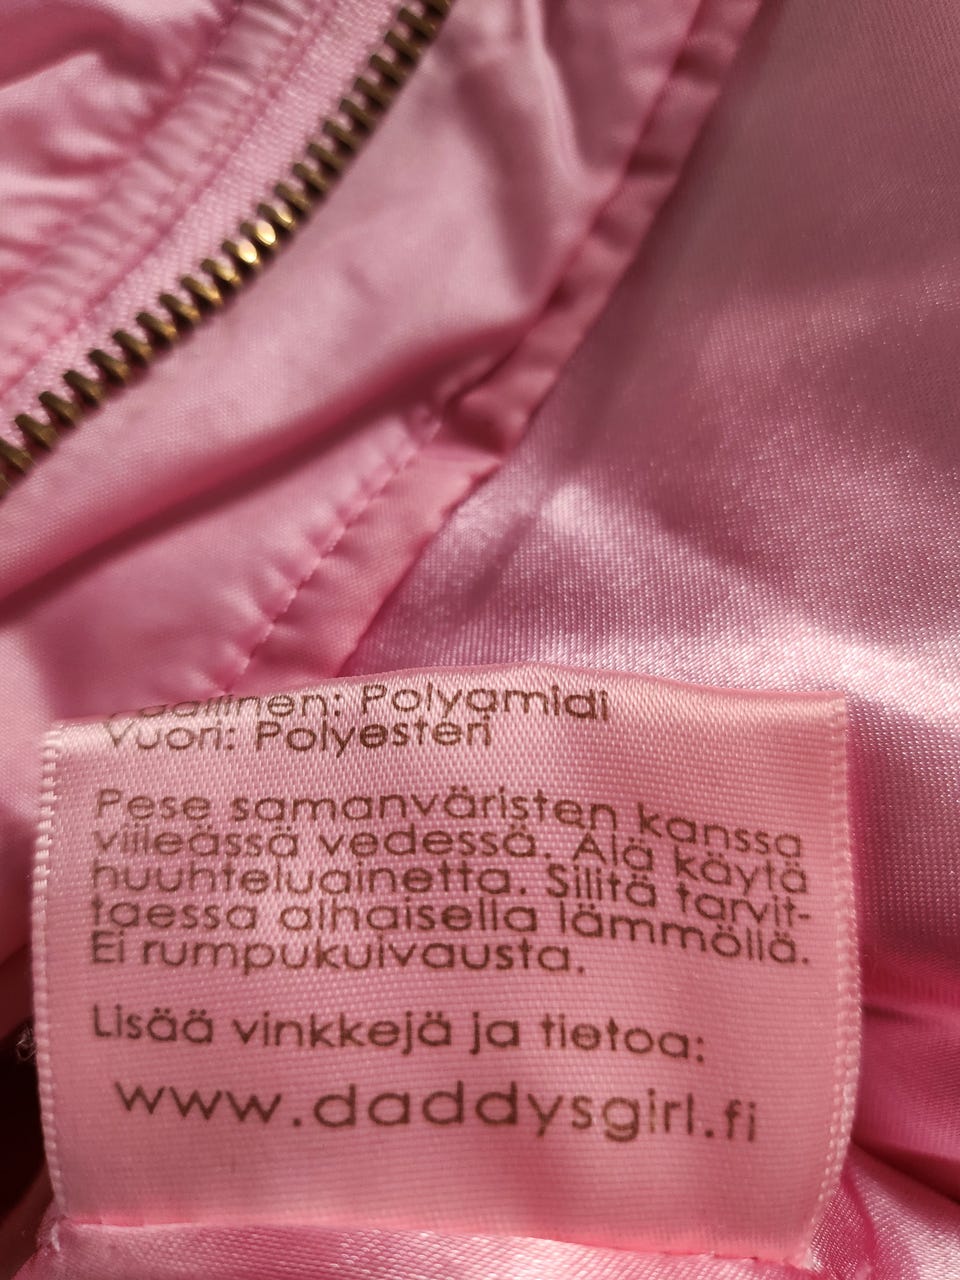 Päällinen: Polyamidi
Vuori: Polyesteri
Pese samanväristen kanssa
viileässä vedessä. Älä käytä
huuhteluainetta. Silitä tarvit-
taessa alhaisella lämmöllä.
Ei rumpukuivausta.
Lisää vinkkejä ja tietoa:
www.daddysgirl.fi